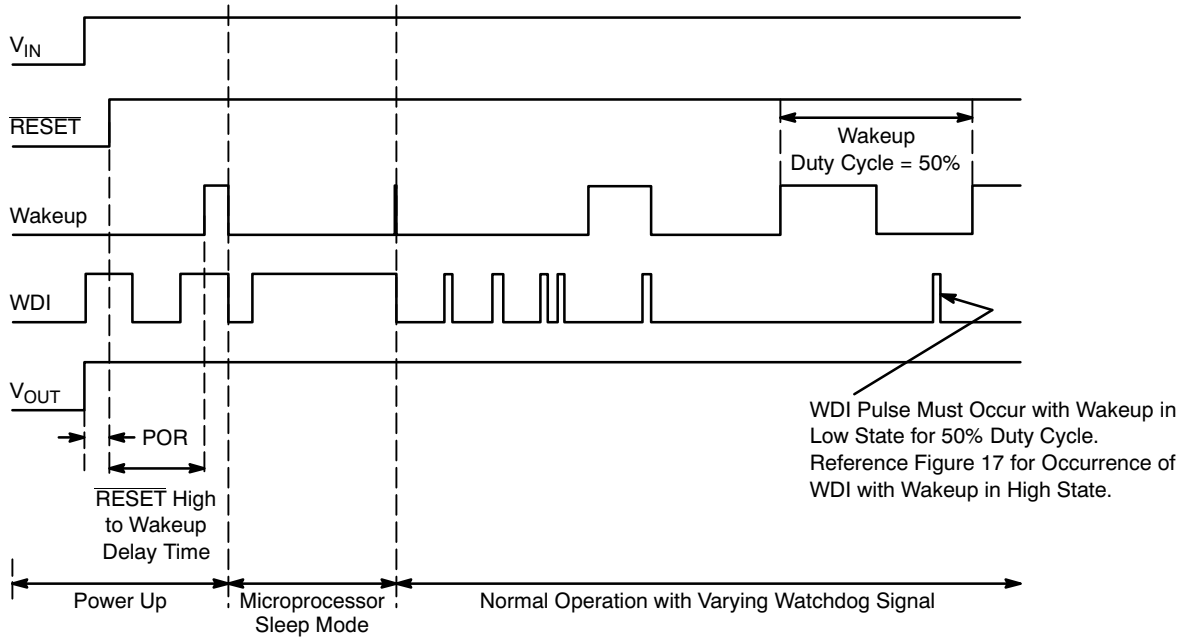 VIN
RESET
Wakeup
Duty Cycle = 50%
Wakeup
WDI
VOUT
POR
WDI Pulse Must Occur with Wakeup in
Low State for 50% Duty Cycle.
Reference Figure 17 for Occurrence of
WDI with Wakeup in High State.
RESET High
to Wakeup
Delay Time
Power Up
Microprocessor
Sleep Mode
Normal Operation with Varying Watchdog Signal